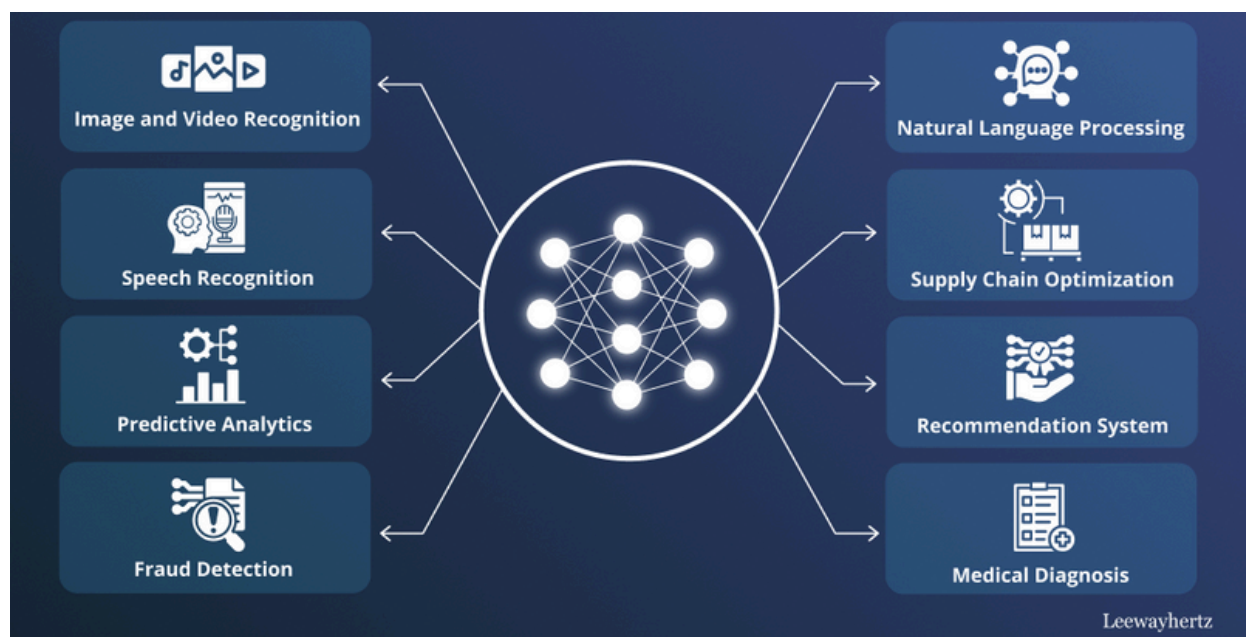 Image and Video Recognition
Speech Recognition
Predictive Analytics
Fraud Detection
Natural Language Processing
Supply Chain Optimization
Recommendation System
Medical Diagnosis
Leewayhertz